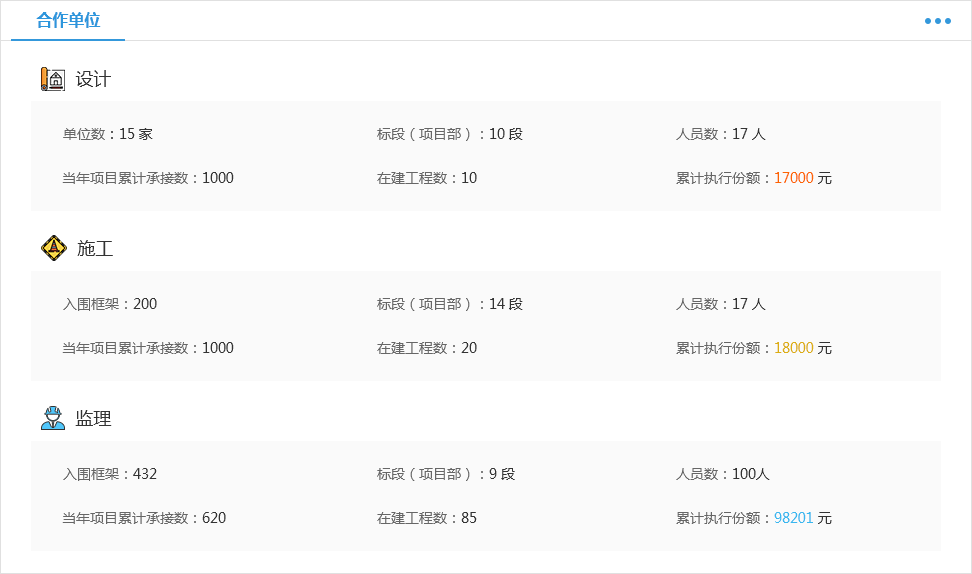 合作单位
设计
单位数：15 家 标段（项目部）：10 段 人员数：17 人
当年项目累计承接数：1000 在建工程数：10 累计执行份额：17000 元
施工
入围框架：200 标段（项目部）：14 段 人员数：17 人
当年项目累计承接数：1000 在建工程数：20 累计执行份额：18000 元
监理
入围框架：432 标段（项目部）：9 段 人员数：100人
当年项目累计承接数：620 在建工程数：85 累计执行份额：98201 元